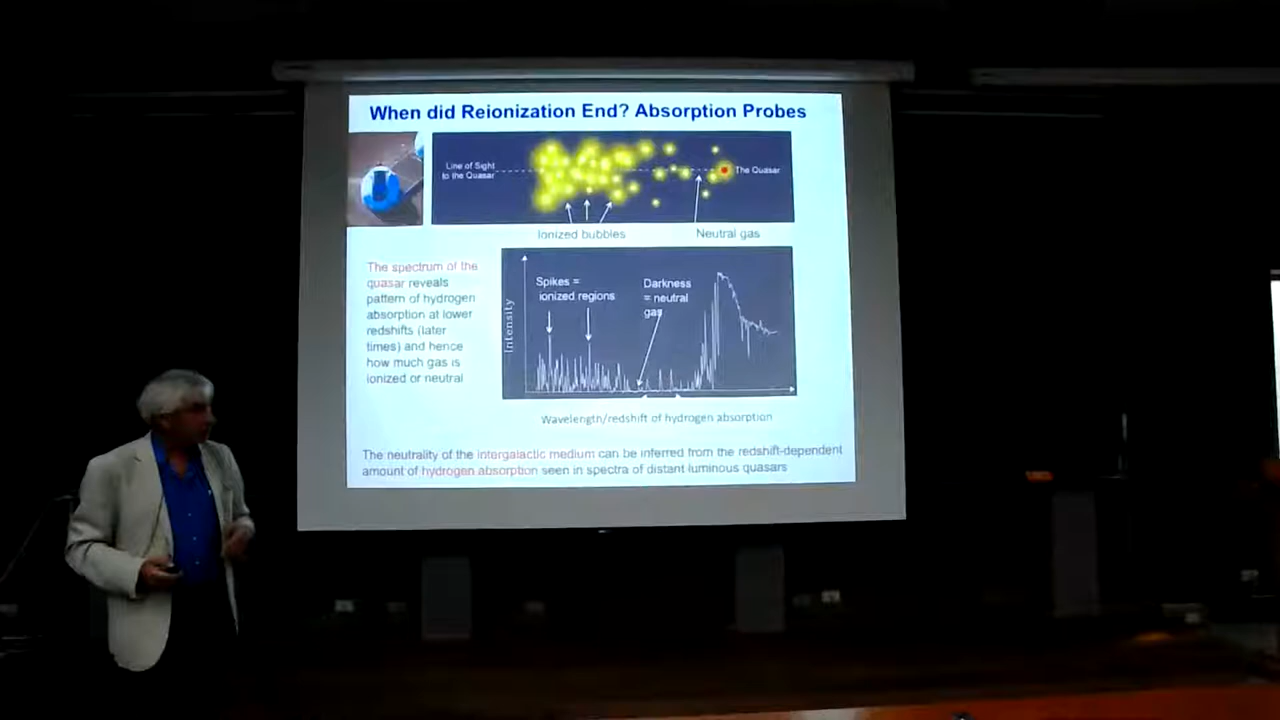 When did Reionization End? Absorption Probes
Line of Sight
to the Quasar
The Quasar
Ionized bubbles
Neutral gas
The spectrum of the
quasar reveals
pattern of hydrogen
absorption at lower
redshifts (later
times) and hence
how much gas is
ionized or neutral
Spikes =
ionized regions
Darkness
= neutral
gas
Intensity
Wavelength/redshift of hydrogen absorption
The neutrality of the intergalactic medium can be inferred from the redshift-dependent
amount of hydrogen absorption seen in spectra of distant luminous quasars